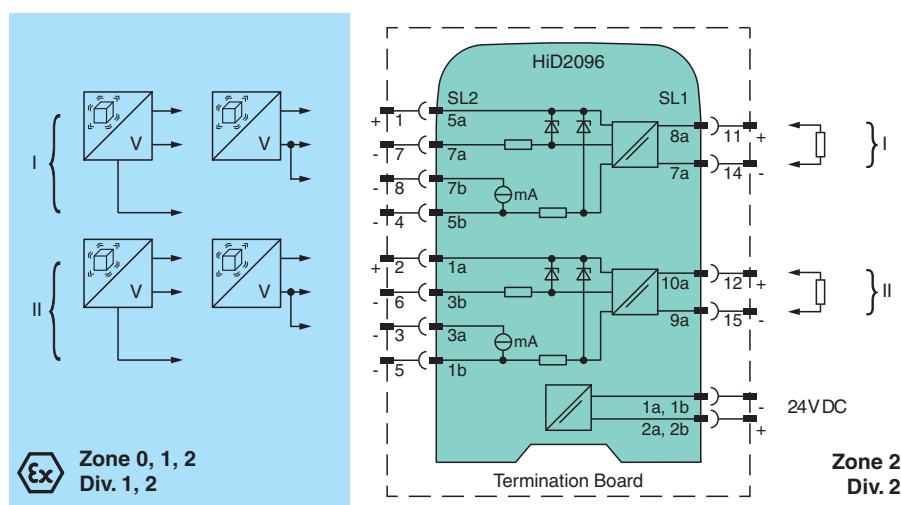 HiD2096
SL2 SL1
+ 1 5a 8a 11 +
V V
- 7 7a 7a 14 -
I I
- 8 7b mA
- 4 5b
+ 2 1a 10a 12 +
V V
- 6 3b 9a 15 -
II II
- 3 3a mA
- 5 1b
1a, 1b - 24V DC
2a, 2b +
Ex Zone 0, 1, 2
Div. 1, 2
Termination Board
Zone 2
Div. 2